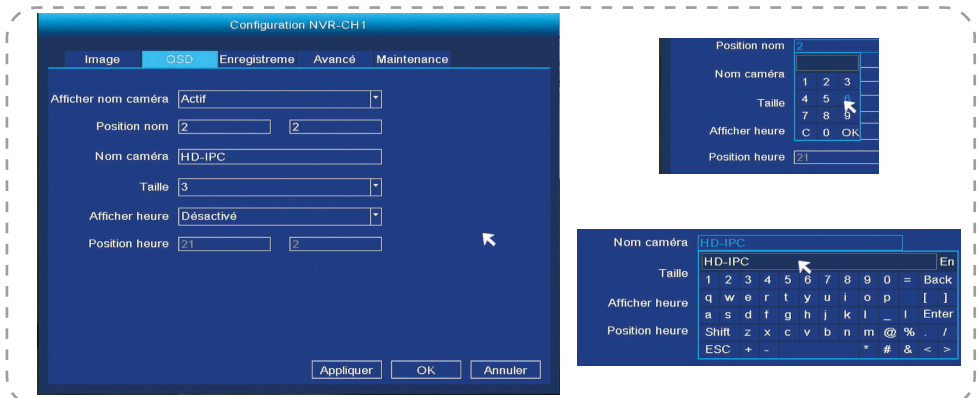 Configuration NVR-CH1
Image OSD Enregistreme Avancé Maintenance
Afficher nom caméra Actif
Position nom 2 2
Nom caméra HD-IPC
Taille 3
Afficher heure Désactivé
Position heure 21 2
Appliquer OK Annuler
Position nom 2
Nom caméra
Taille
Afficher heure
Position heure 21
1 2 3
4 5 6
7 8 9
C 0 OK
Nom caméra HD-IPC
Taille
Afficher heure
Position heure
HD-IPC En
1 2 3 4 5 6 7 8 9 0 = Back
q w e r t y u i o p [ ]
a s d f g h j k l _ ! Enter
Shift z x c v b n m @ % . /
ESC + - * # & < >